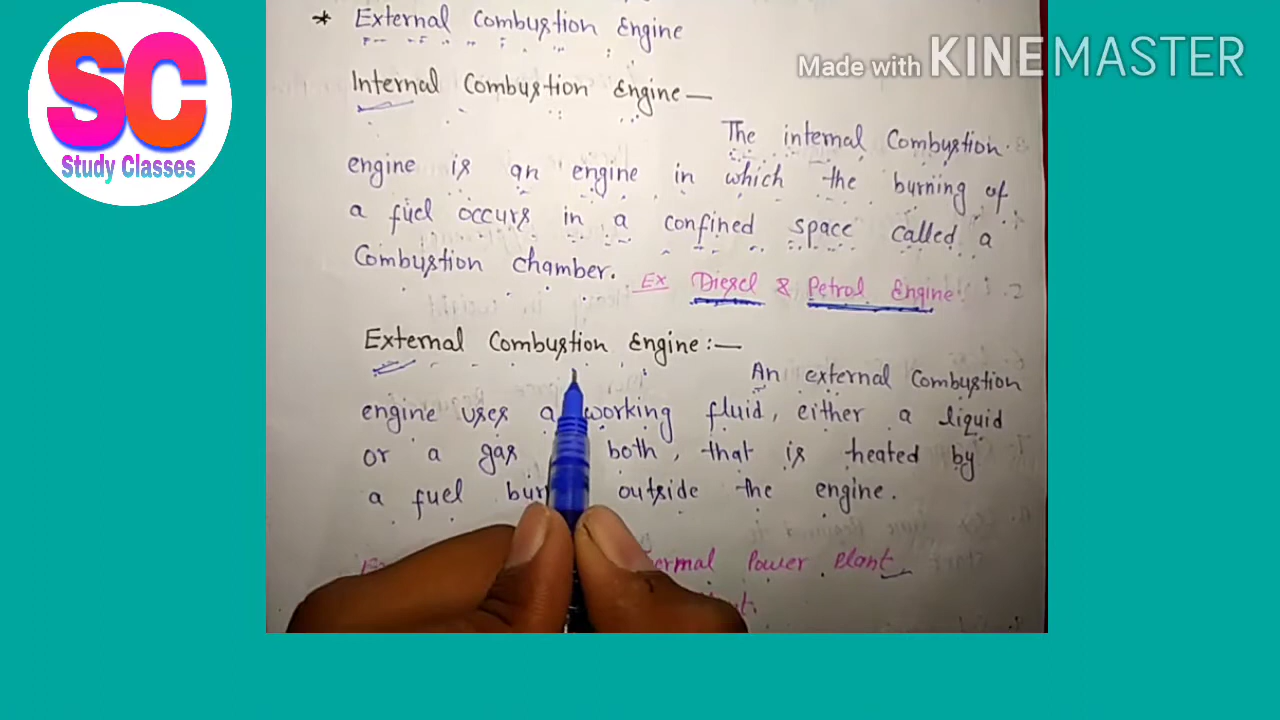 SC
Study Classes
Made with KINEMASTER
* External Combustion Engine
Internal Combustion Engine —
The internal Combustion
engine is an engine in which the burning of
a fuel occurs in a confined space called a
Combustion chamber. Ex Diesel & Petrol Engine.
External Combustion Engine :—
An external Combustion
engine uses a working fluid, either a liquid
or a gas both, that is heated by
a fuel outside the engine.
Power Plant